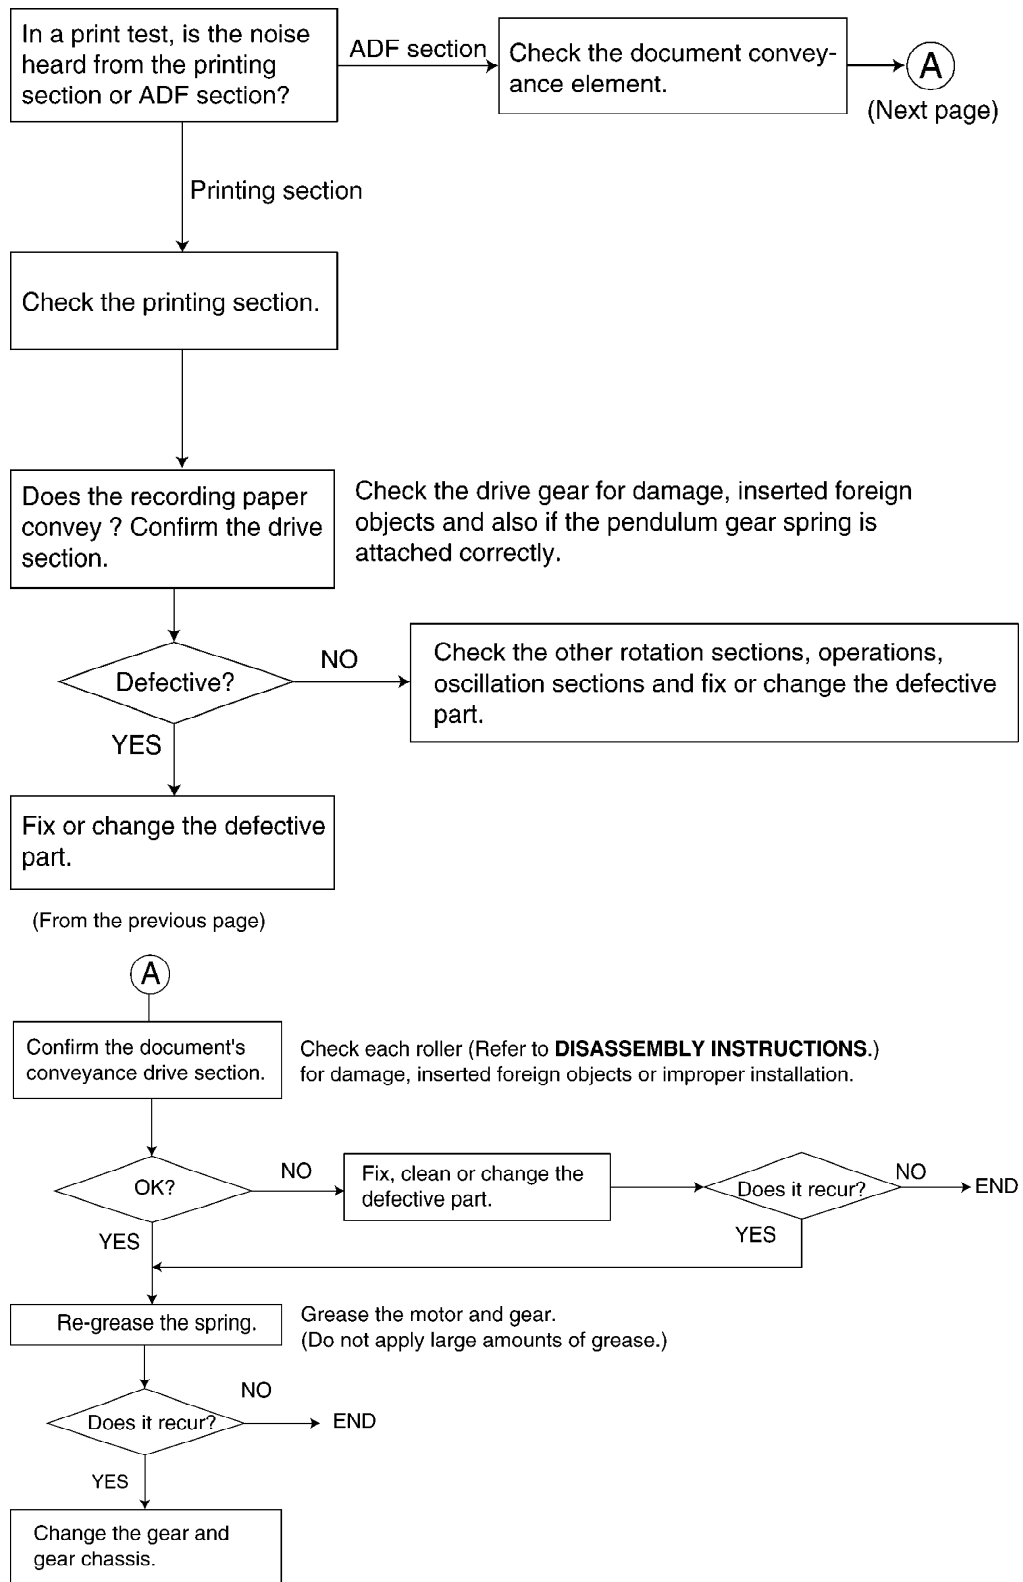 In a print test, is the noise
heard from the printing
section or ADF section?
ADF section
Check the document convey-
ance element.
A
(Next page)
Printing section
Check the printing section.
Does the recording paper
convey ? Confirm the drive
section.
Check the drive gear for damage, inserted foreign
objects and also if the pendulum gear spring is
attached correctly.
Defective?
NO
Check the other rotation sections, operations,
oscillation sections and fix or change the defective
part.
YES
Fix or change the defective
part.
(From the previous page)
A
Confirm the document's
conveyance drive section.
Check each roller (Refer to DISASSEMBLY INSTRUCTIONS.)
for damage, inserted foreign objects or improper installation.
OK?
NO
Fix, clean or change the
defective part.
Does it recur?
NO
END
YES
YES
Re-grease the spring.
Grease the motor and gear.
(Do not apply large amounts of grease.)
Does it recur?
NO
END
YES
Change the gear and
gear chassis.